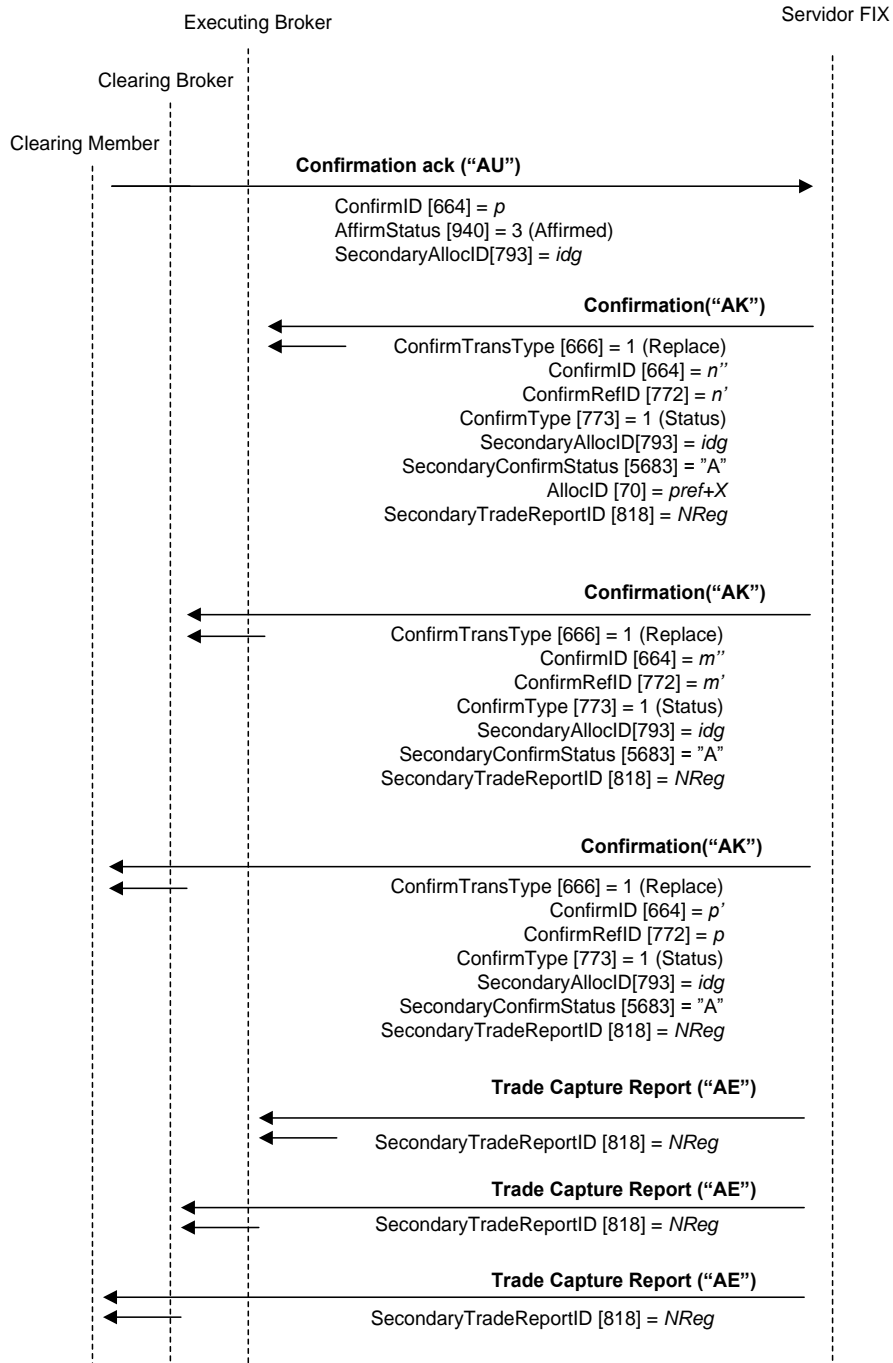 Servidor FIX
Executing Broker
Clearing Broker
Clearing Member
Confirmation ack (“AU”)
ConfirmID [664] = p
AffirmStatus [940] = 3 (Affirmed)
SecondaryAllocID[793] = idg
Confirmation(“AK”)
ConfirmTransType [666] = 1 (Replace)
ConfirmID [664] = n’’
ConfirmRefID [772] = n’
ConfirmType [773] = 1 (Status)
SecondaryAllocID[793] = idg
SecondaryConfirmStatus [5683] = ”A”
AllocID [70] = pref+X
SecondaryTradeReportID [818] = NReg
Confirmation(“AK”)
ConfirmTransType [666] = 1 (Replace)
ConfirmID [664] = m’’
ConfirmRefID [772] = m’
ConfirmType [773] = 1 (Status)
SecondaryAllocID[793] = idg
SecondaryConfirmStatus [5683] = ”A”
SecondaryTradeReportID [818] = NReg
Confirmation(“AK”)
ConfirmTransType [666] = 1 (Replace)
ConfirmID [664] = p’
ConfirmRefID [772] = p
ConfirmType [773] = 1 (Status)
SecondaryAllocID[793] = idg
SecondaryConfirmStatus [5683] = ”A”
SecondaryTradeReportID [818] = NReg
Trade Capture Report (“AE”)
SecondaryTradeReportID [818] = NReg
Trade Capture Report (“AE”)
SecondaryTradeReportID [818] = NReg
Trade Capture Report (“AE”)
SecondaryTradeReportID [818] = NReg